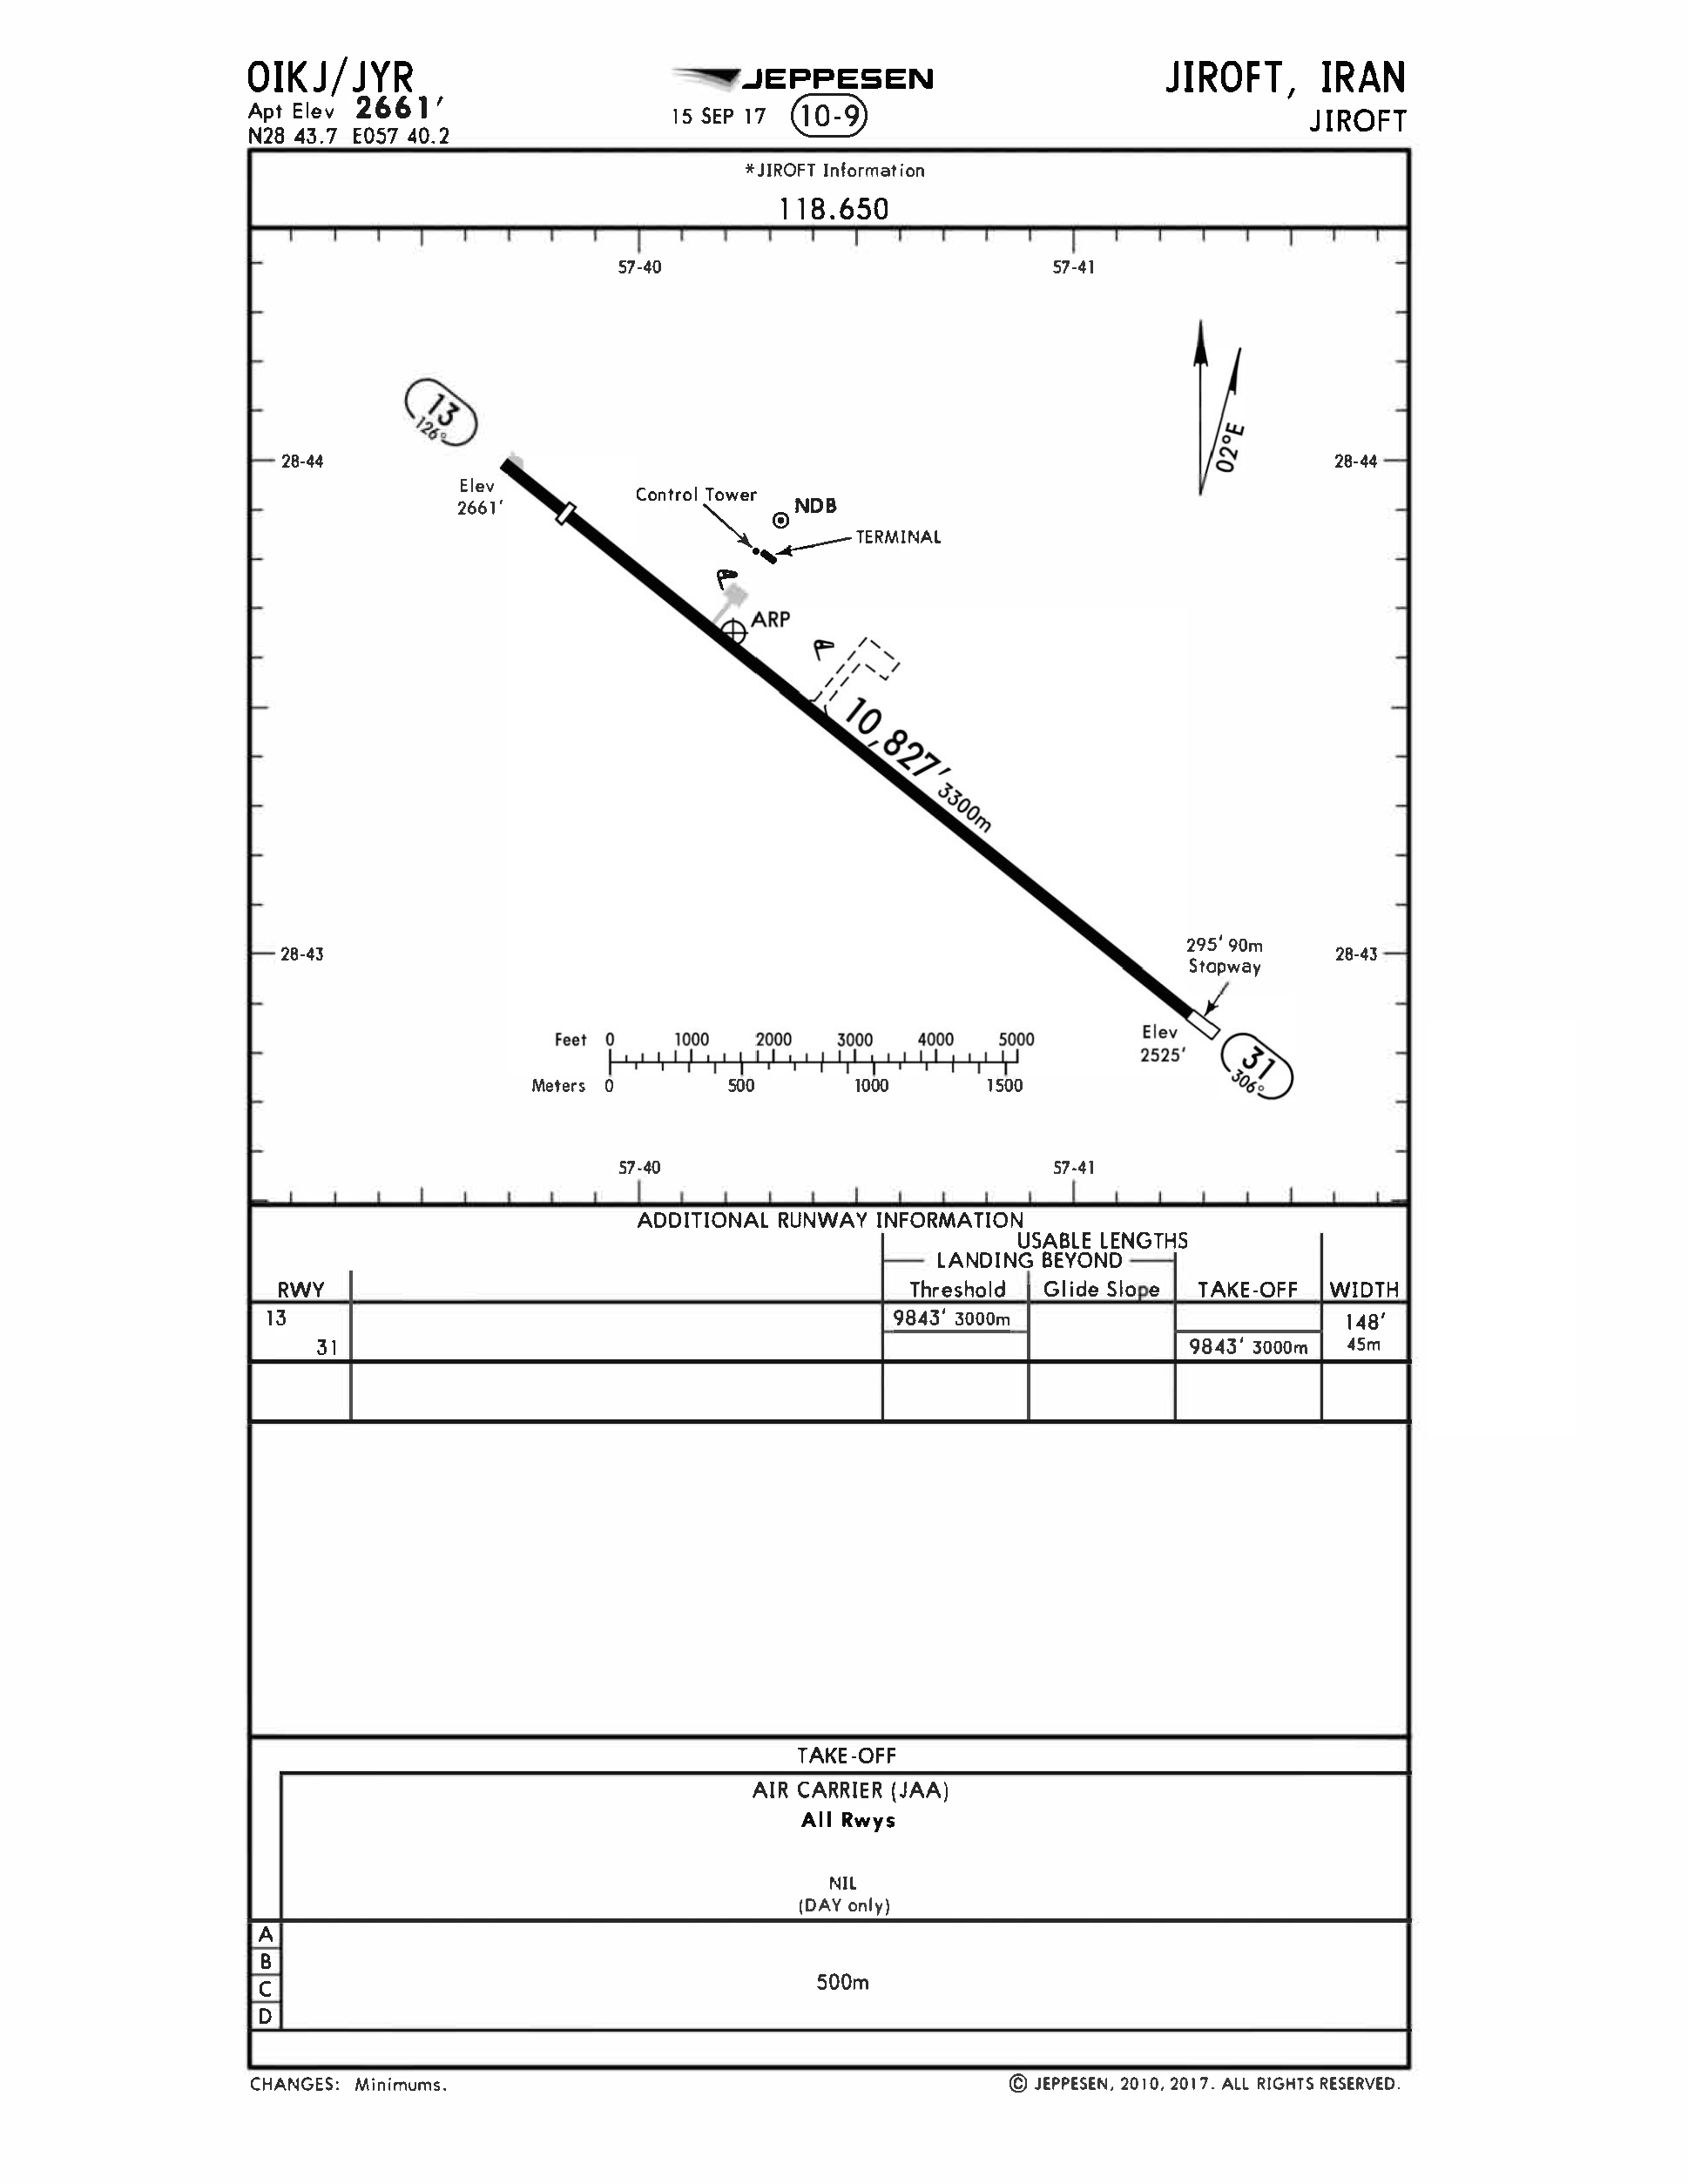 OIKJ/JYR
Apt Elev 2661'
N28 43.7 E057 40.2
JEPPESEN
15 SEP 17 10-9
JIROFT, IRAN
JIROFT
*JIROFT Information
118.650
57-40 57-41
13
126°
02°E
28-44 28-44
Elev
2661'
Control Tower
NDB
TERMINAL
ARP
10,827' 3300m
28-43 28-43
295' 90m
Stopway
Elev
2525'
31
306°
Feet 0 1000 2000 3000 4000 5000
Meters 0 500 1000 1500
57-40 57-41
ADDITIONAL RUNWAY INFORMATION
USABLE LENGTHS
LANDING BEYOND
RWY Threshold Glide Slope TAKE-OFF WIDTH
13 9843' 3000m 148'
31 9843' 3000m 45m
TAKE-OFF
AIR CARRIER (JAA)
All Rwys
NIL
(DAY only)
A
B
C
D
500m
CHANGES: Minimums.
© JEPPESEN, 2010, 2017. ALL RIGHTS RESERVED.